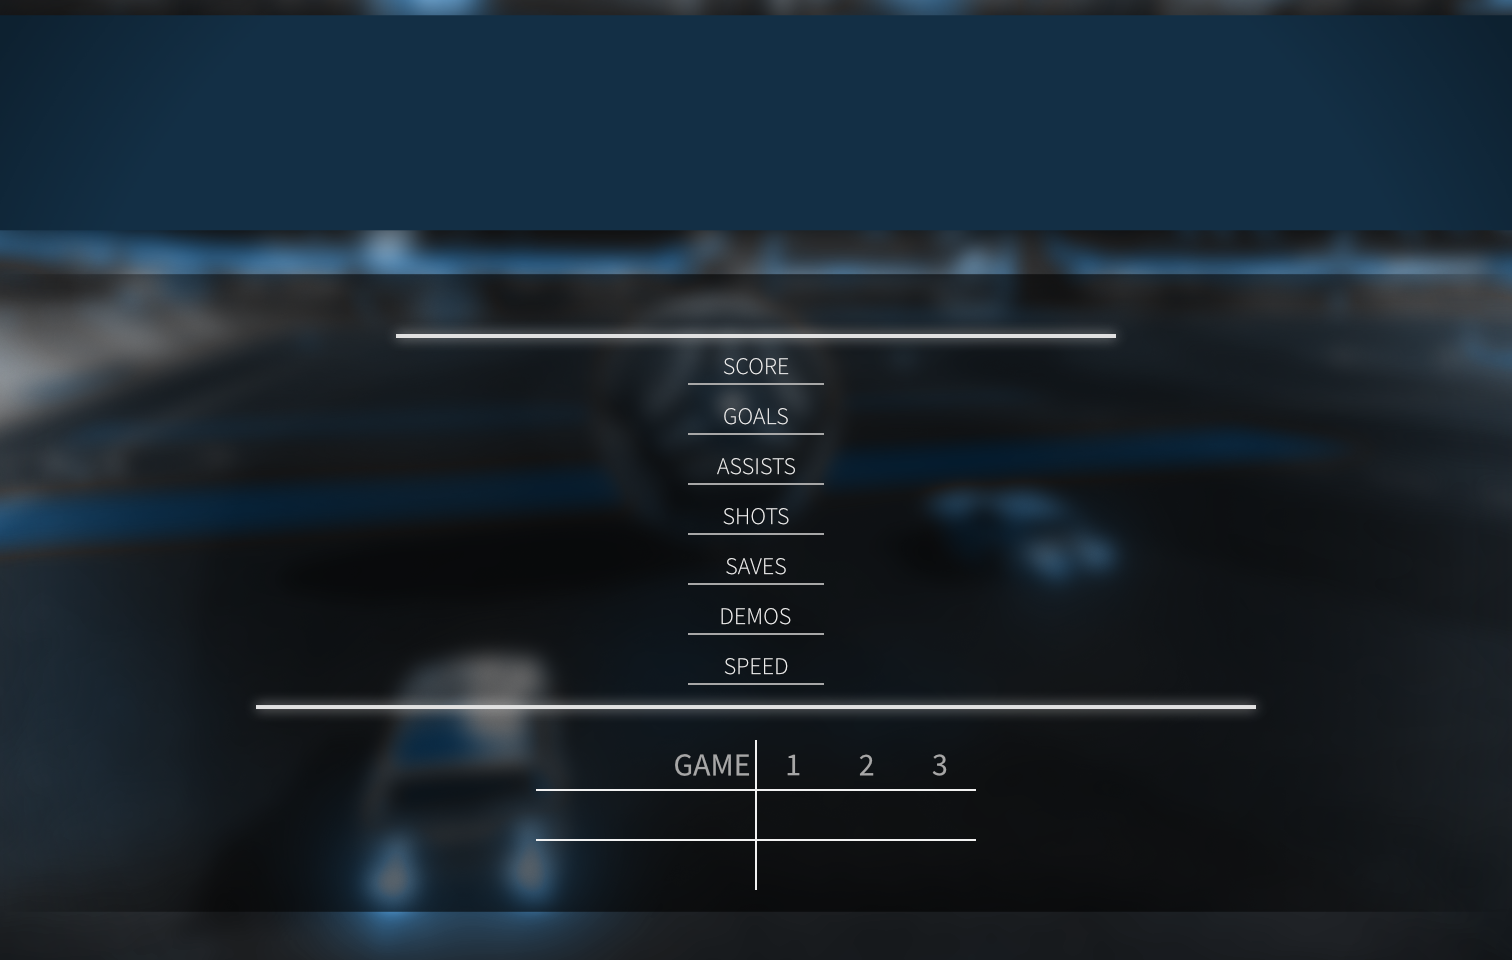 SCORE
GOALS
ASSISTS
SHOTS
SAVES
DEMOS
SPEED
GAME 1 2 3